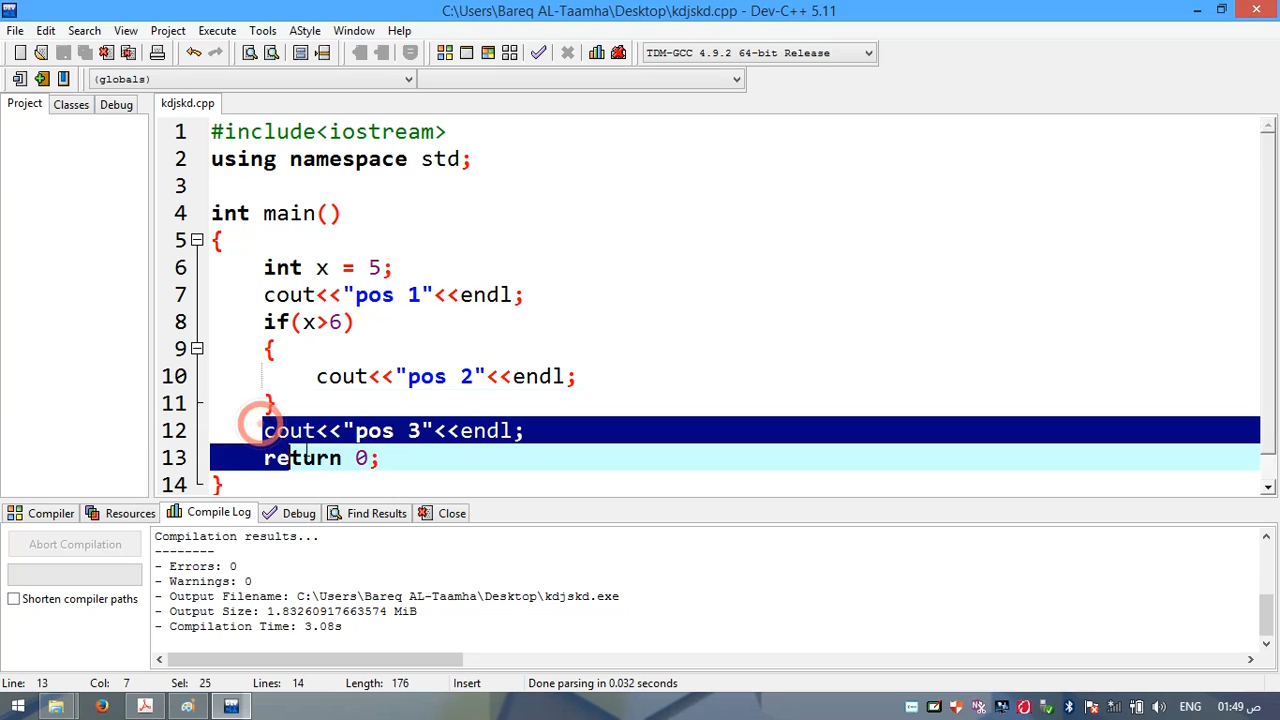 C:\Users\Bareq AL-Taamha\Desktop\kdjskd.cpp - Dev-C++ 5.11
File Edit Search View Project Execute Tools AStyle Window Help
TDM-GCC 4.9.2 64-bit Release
(globals)
Project Classes Debug kdjskd.cpp
1 #include<iostream>
2 using namespace std;
3
4 int main()
5 {
6 int x = 5;
7 cout<<"pos 1"<<endl;
8 if(x>6)
9 {
10 cout<<"pos 2"<<endl;
11 }
12 cout<<"pos 3"<<endl;
13 return 0;
14 }
Compiler Resources Compile Log Debug Find Results Close
Abort Compilation
Shorten compiler paths
Compilation results...
--------
- Errors: 0
- Warnings: 0
- Output Filename: C:\Users\Bareq AL-Taamha\Desktop\kdjskd.exe
- Output Size: 1.83260917663574 MiB
- Compilation Time: 3.08s
Line: 13 Col: 7 Sel: 25 Lines: 14 Length: 176 Insert Done parsing in 0.032 seconds
ENG ص 01:49